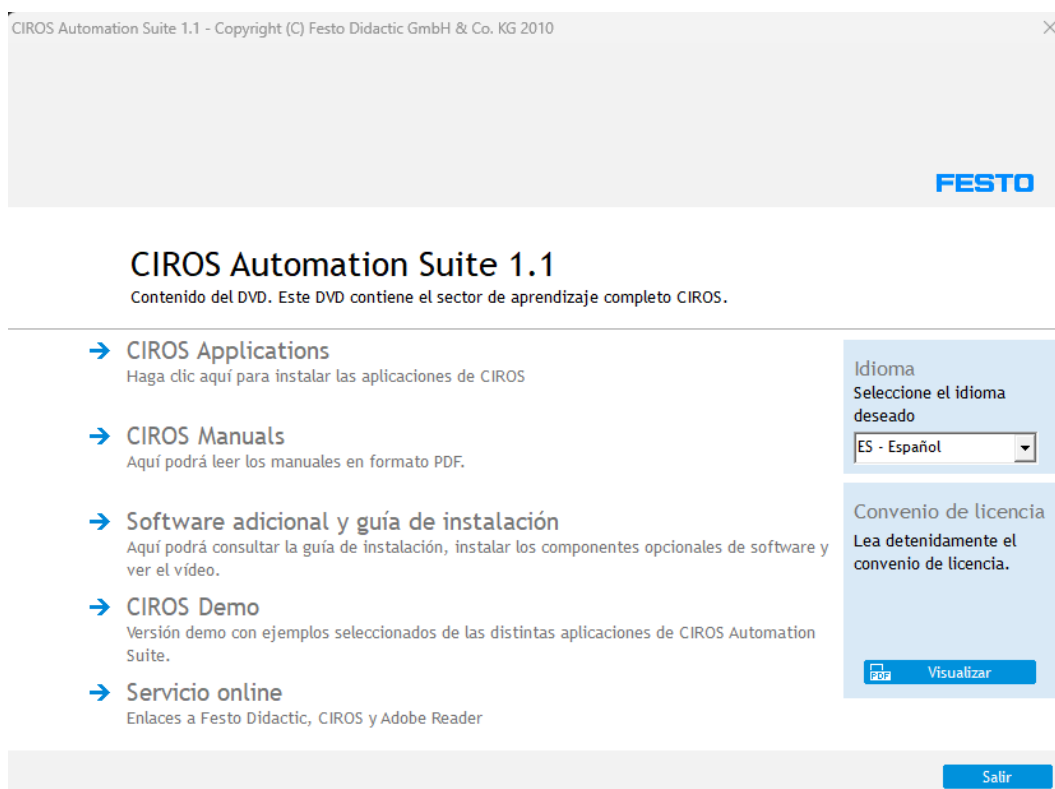 CIROS Automation Suite 1.1 - Copyright (C) Festo Didactic GmbH & Co. KG 2010
FESTO
CIROS Automation Suite 1.1
Contenido del DVD. Este DVD contiene el sector de aprendizaje completo CIROS.
CIROS Applications
Haga clic aquí para instalar las aplicaciones de CIROS
CIROS Manuals
Aquí podrá leer los manuales en formato PDF.
Software adicional y guía de instalación
Aquí podrá consultar la guía de instalación, instalar los componentes opcionales de software y
ver el vídeo.
CIROS Demo
Versión demo con ejemplos seleccionados de las distintas aplicaciones de CIROS Automation
Suite.
Servicio online
Enlaces a Festo Didactic, CIROS y Adobe Reader
Idioma
Seleccione el idioma
deseado
ES - Español
Convenio de licencia
Lea detenidamente el
convenio de licencia.
PDF
Visualizar
Salir